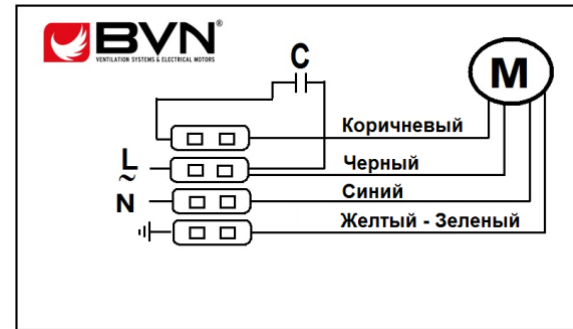 BVN®
VENTILATION SYSTEMS & ELECTRICAL MOTORS
C
M
Коричневый
L
~
Черный
N
Синий
Желтый - Зеленый